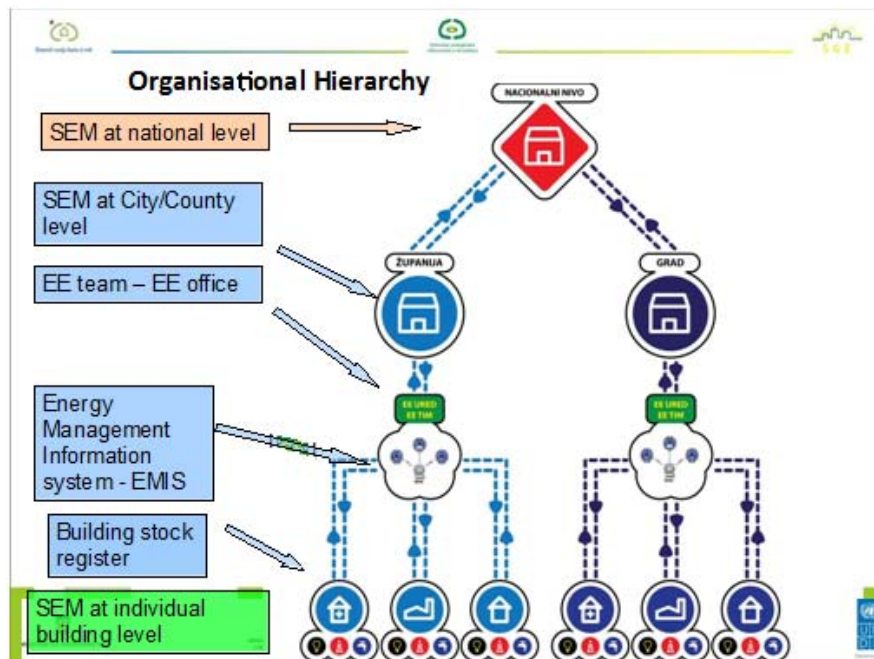 SGE
Organisational Hierarchy
NACIONALNI NIVO
SEM at national level
SEM at City/County
level
ŽUPANIJA
GRAD
EE team – EE office
EE URED
EE TIM
EE URED
EE TIM
Energy
Management
Information
system - EMIS
Building stock
register
SEM at individual
building level
U N
D P